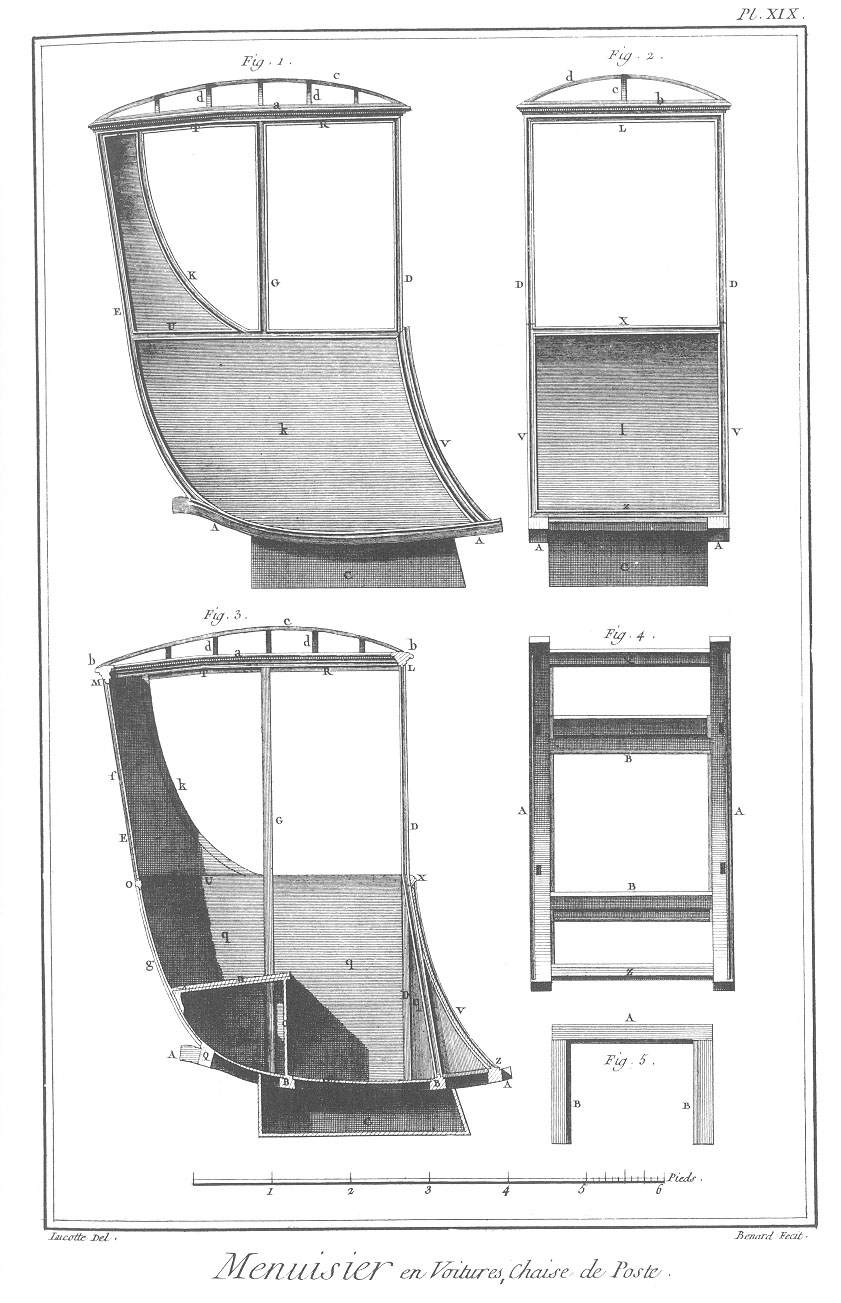 Pl. XIX.
Fig. 1.
Fig. 2.
c
d
d
a
T
R
K
G
D
E
U
k
V
A
A
C
d
c
b
L
D
D
X
V
l
V
z
A
A
C
Fig. 3.
Fig. 4.
c
b
d
d
b
a
M
T
R
L
f
k
G
D
E
O
U
X
g
q
q
D
q
V
A
Q
B
B
Z
A
C
B
A
A
B
Z
A
Fig. 5.
B
B
1 2 3 4 5 6 Pieds.
Lucotte Del.
Benard Fecit.
Menuisier en Voitures, Chaise de Poste.